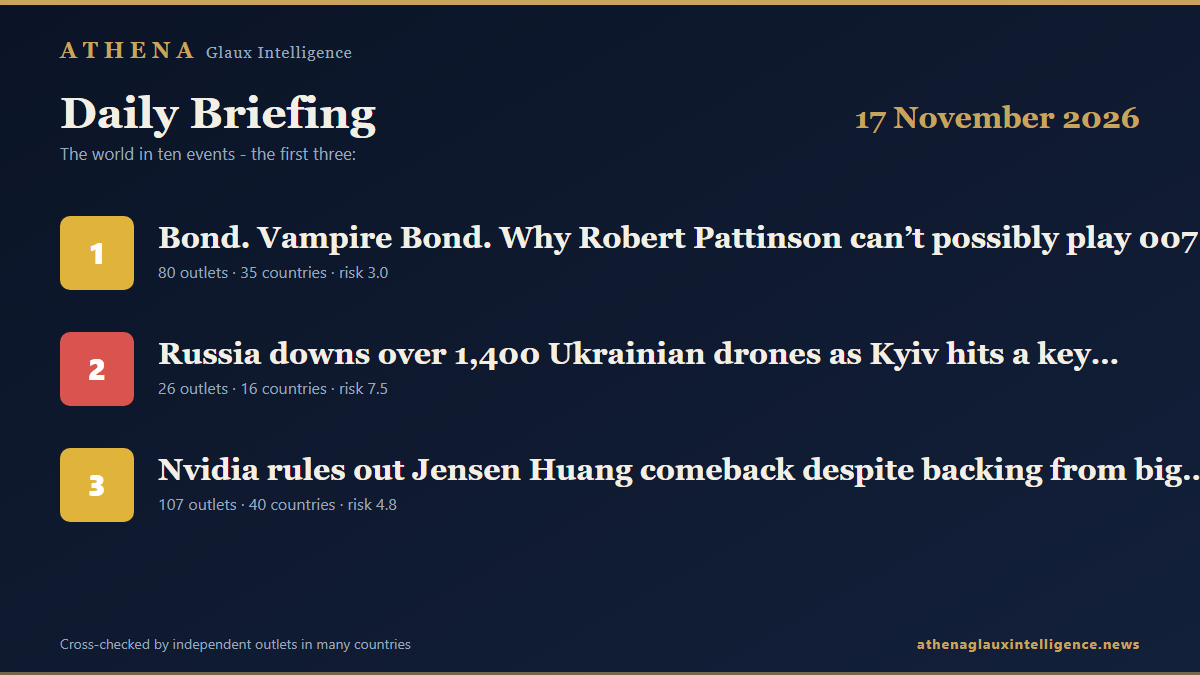 ATHENA Glaux Intelligence
Daily Briefing
17 November 2026
The world in ten events - the first three:
1
Bond. Vampire Bond. Why Robert Pattinson can’t possibly play 007
80 outlets · 35 countries · risk 3.0
2
Russia downs over 1,400 Ukrainian drones as Kyiv hits a key...
26 outlets · 16 countries · risk 7.5
3
Nvidia rules out Jensen Huang comeback despite backing from big...
107 outlets · 40 countries · risk 4.8
Cross-checked by independent outlets in many countries
athenaglauxintelligence.news